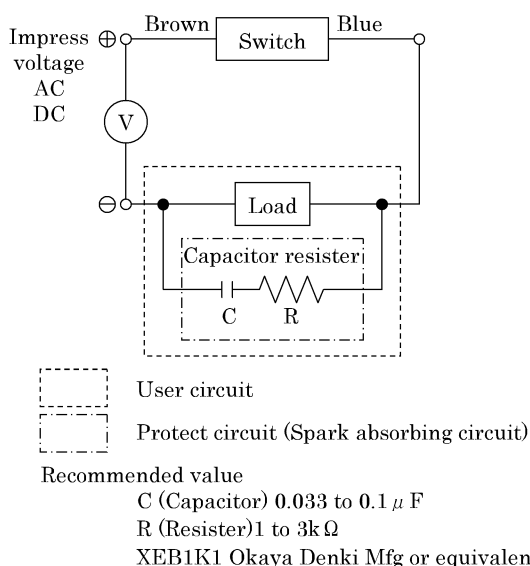 Brown
Switch
Blue
Impress
voltage
AC
DC
⊕
V
⊖
Load
Capacitor resister
C
R
User circuit
Protect circuit (Spark absorbing circuit)
Recommended value
C (Capacitor) 0.033 to 0.1 μ F
R (Resister)1 to 3k Ω
XEB1K1 Okaya Denki Mfg or equivalen